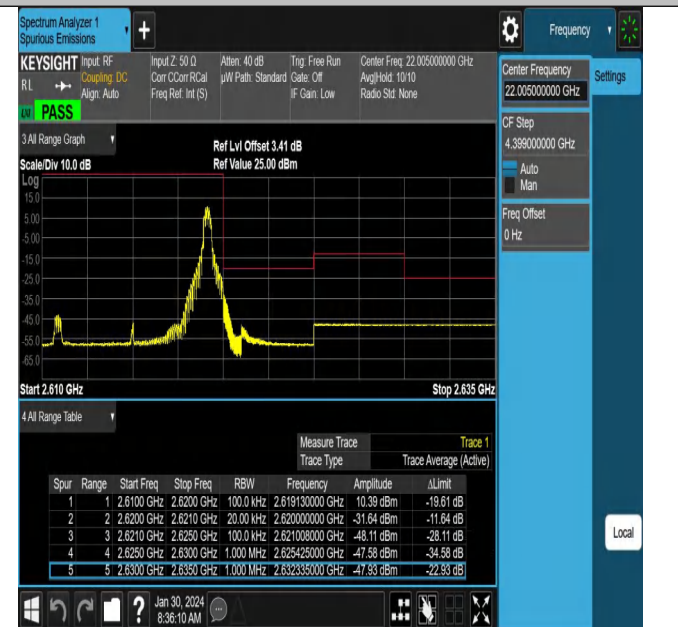 Spectrum Analyzer 1
Spurious Emissions
+
Frequency
KEYSIGHT Input: RF Input Z: 50 Ω Atten: 40 dB Trig: Free Run Center Freq: 22.005000000 GHz
RL Coupling: DC Corr CCorr RCal µW Path: Standard Gate: Off Avg|Hold: 10/10
Align: Auto Freq Ref: Int (S) IF Gain: Low Radio Std: None
PASS
Center Frequency
22.005000000 GHz
Settings
CF Step
4.399000000 GHz
Auto
Man
Freq Offset
0 Hz
3 All Range Graph
Ref Lvl Offset 3.41 dB
Scale/Div 10.0 dB Ref Value 25.00 dBm
Log
15.0
5.00
-5.00
-15.0
-25.0
-35.0
-45.0
-55.0
-65.0
Start 2.610 GHz Stop 2.635 GHz
4 All Range Table
Measure Trace Trace 1
Trace Type Trace Average (Active)
Spur Range Start Freq Stop Freq RBW Frequency Amplitude ΔLimit
1 1 2.6100 GHz 2.6200 GHz 100.0 kHz 2.619130000 GHz 10.39 dBm -19.61 dB
2 2 2.6200 GHz 2.6210 GHz 20.00 kHz 2.620000000 GHz -31.64 dBm -11.64 dB
3 3 2.6210 GHz 2.6250 GHz 100.0 kHz 2.621008000 GHz -48.11 dBm -28.11 dB
4 4 2.6250 GHz 2.6300 GHz 1.000 MHz 2.625425000 GHz -47.58 dBm -34.58 dB
5 5 2.6300 GHz 2.6350 GHz 1.000 MHz 2.632335000 GHz -47.93 dBm -22.93 dB
Local
? Jan 30, 2024
8:36:10 AM